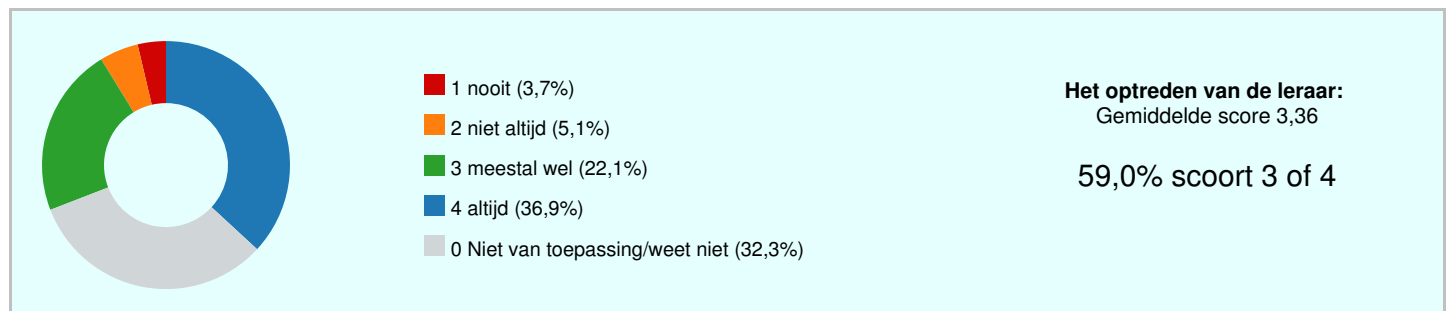 1 nooit (3,7%)
2 niet altijd (5,1%)
3 meestal wel (22,1%)
4 altijd (36,9%)
0 Niet van toepassing/weet niet (32,3%)
Het optreden van de leraar:
Gemiddelde score 3,36
59,0% scoort 3 of 4